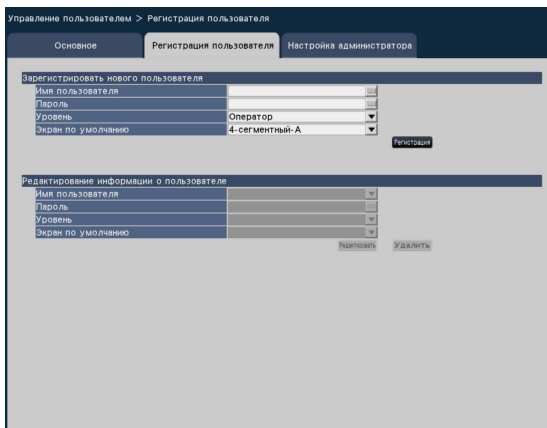 Управление пользователем > Регистрация пользователя
Основное Регистрация пользователя Настройка администратора
Зарегистрировать нового пользователя
Имя пользователя
Пароль
Уровень Оператор
Экран по умолчанию 4-сегментный-А
Регистрация
Редактирование информации о пользователе
Имя пользователя
Пароль
Уровень
Экран по умолчанию
Редактировать Удалить